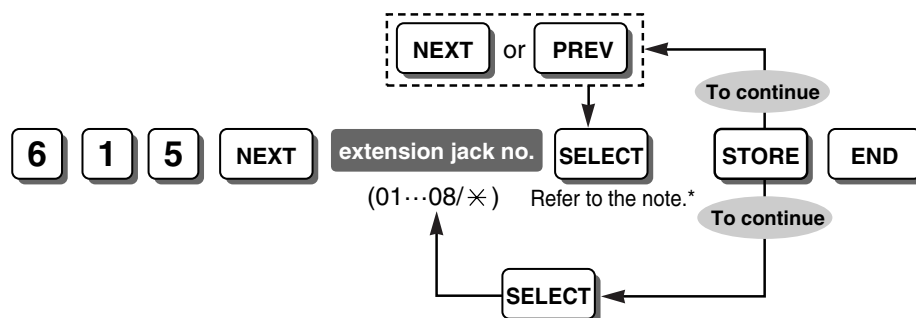 NEXT or PREV
To continue
6 1 5 NEXT extension jack no. SELECT STORE END
(01···08/✳) Refer to the note.*
To continue
SELECT